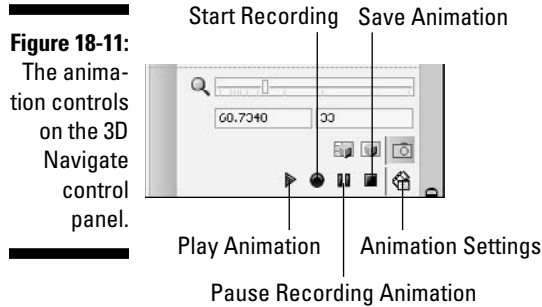 Start Recording
Save Animation
Figure 18-11:
The anima-
tion controls
on the 3D
Navigate
control
panel.
60.7340
33
Play Animation
Animation Settings
Pause Recording Animation